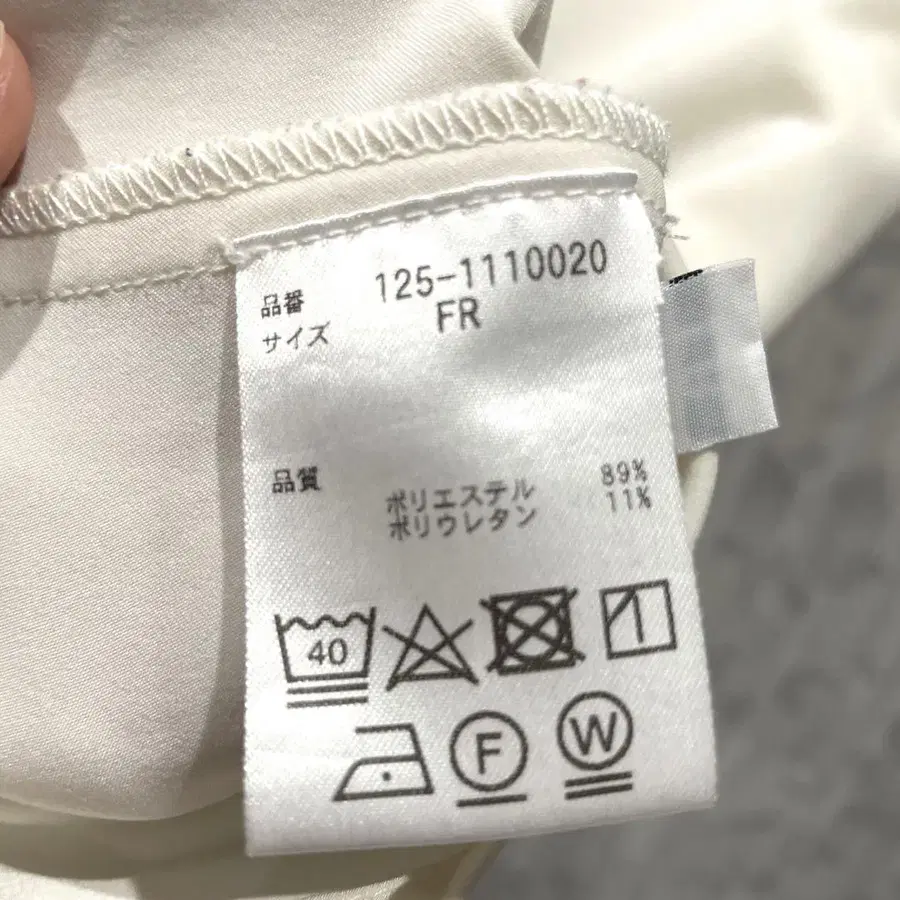 品番 125-1110020
サイズ FR
品質
ポリエステル 89%
ポリウレタン 11%
40
F W